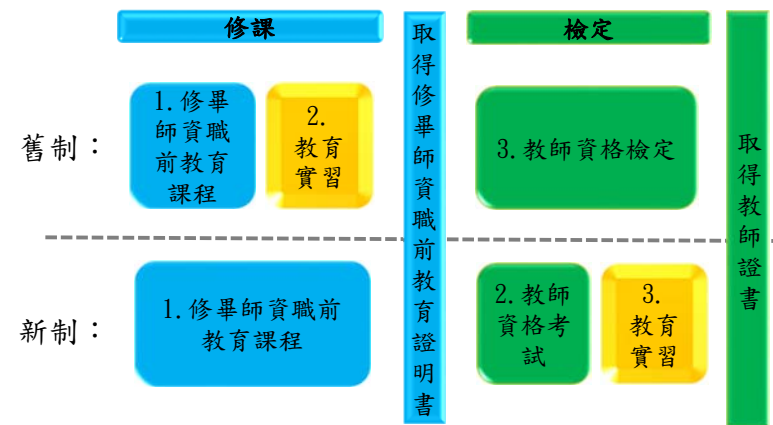 修課
檢定
取得修畢師資職前教育證明書
取得教師證書
舊制：
1.修畢
師資職
前教育
課程
2.
教育
實習
3.教師資格檢定
新制：
1.修畢師資職前
教育課程
2.教師
資格考
試
3.
教育
實習